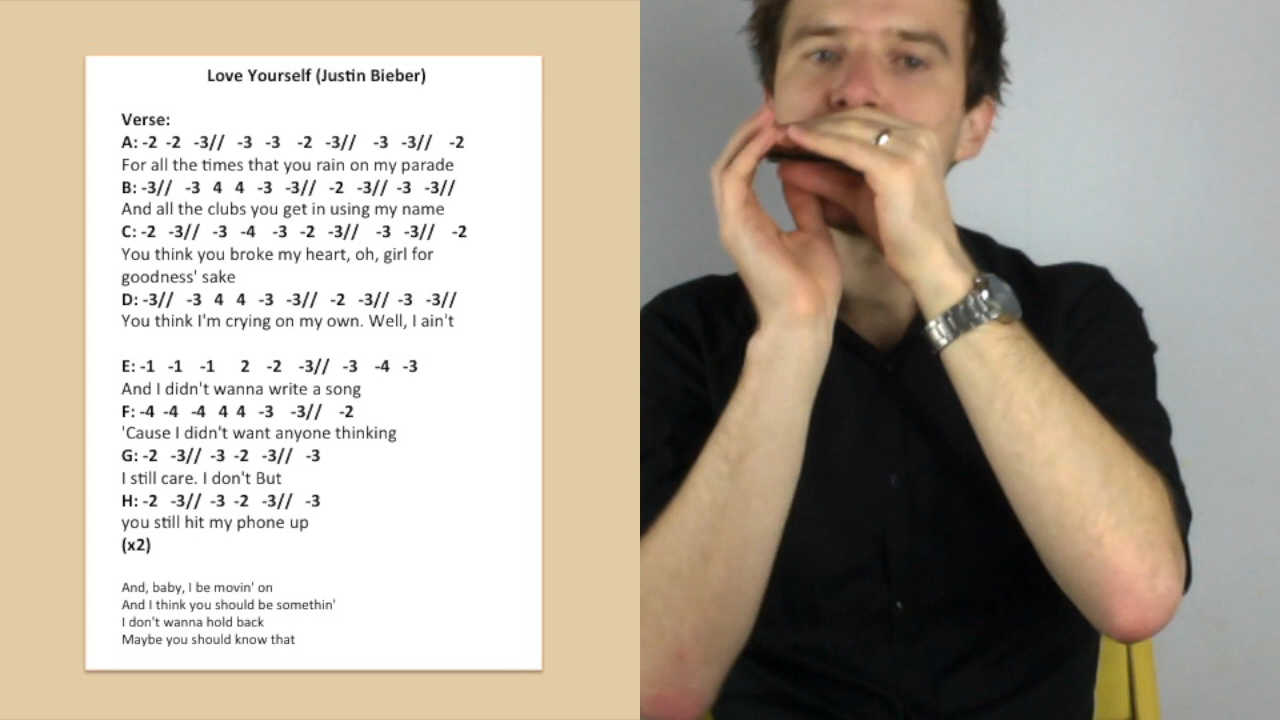 Love Yourself (Justin Bieber)
Verse:
A: -2 -2 -3// -3 -3 -2 -3// -3 -3// -2
For all the times that you rain on my parade
B: -3// -3 4 4 -3 -3// -2 -3// -3 -3//
And all the clubs you get in using my name
C: -2 -3// -3 -4 -3 -2 -3// -3 -3// -2
You think you broke my heart, oh, girl for
goodness' sake
D: -3// -3 4 4 -3 -3// -2 -3// -3 -3//
You think I'm crying on my own. Well, I ain't
E: -1 -1 -1 2 -2 -3// -3 -4 -3
And I didn't wanna write a song
F: -4 -4 -4 4 4 -3 -3// -2
'Cause I didn't want anyone thinking
G: -2 -3// -3 -2 -3// -3
I still care. I don't But
H: -2 -3// -3 -2 -3// -3
you still hit my phone up
(x2)
And, baby, I be movin' on
And I think you should be somethin'
I don't wanna hold back
Maybe you should know that